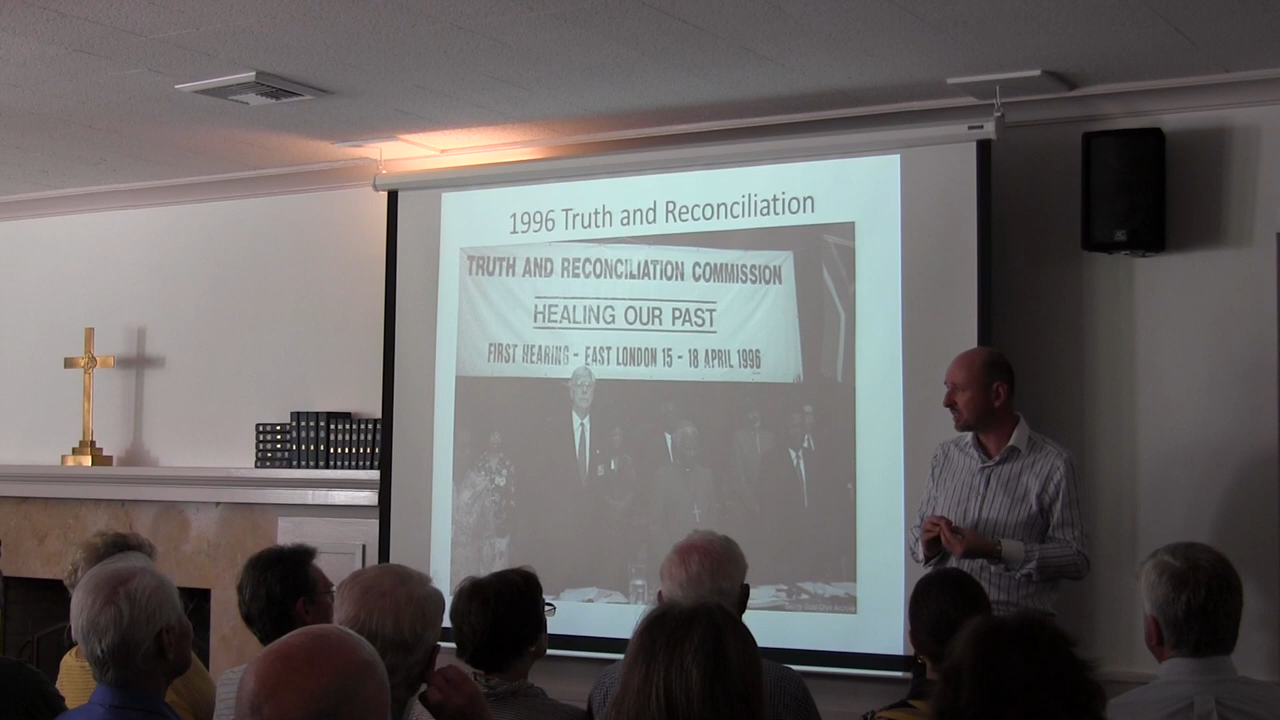 1996 Truth and Reconciliation
TRUTH AND RECONCILIATION COMMISSION
HEALING OUR PAST
FIRST HEARING - EAST LONDON 15 - 18 APRIL 1996